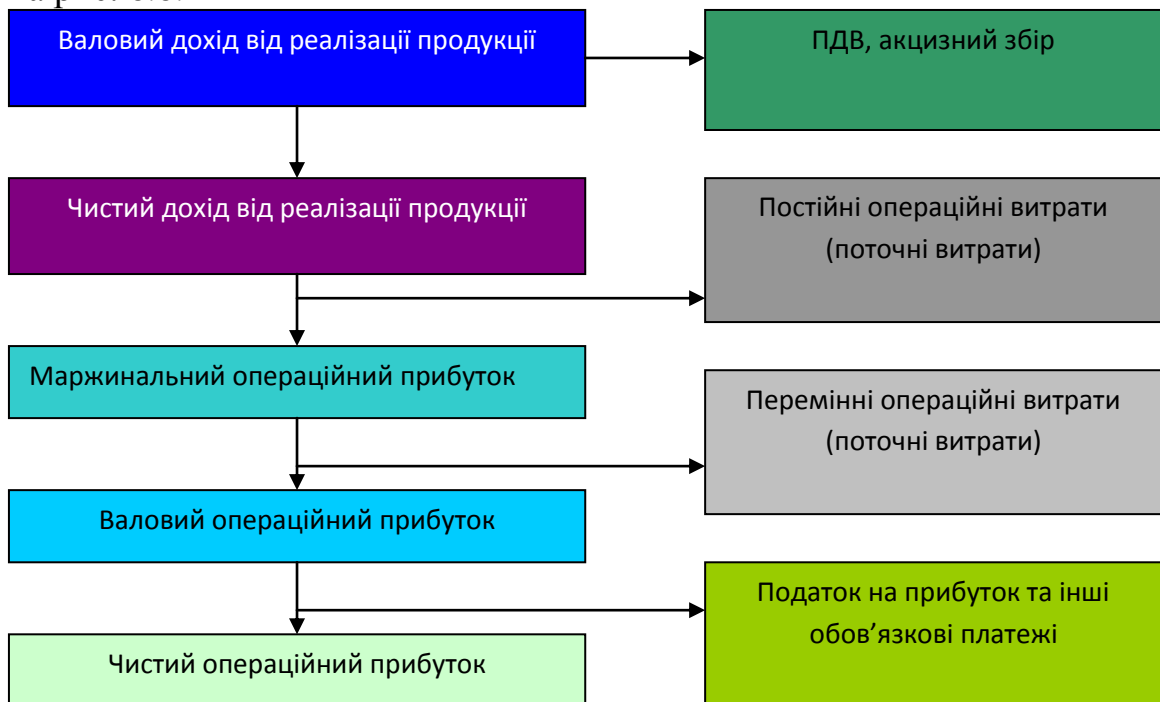 Валовий дохід від реалізації продукції
ПДВ, акцизний збір
Чистий дохід від реалізації продукції
Постійні операційні витрати
(поточні витрати)
Маржинальний операційний прибуток
Перемінні операційні витрати
(поточні витрати)
Валовий операційний прибуток
Податок на прибуток та інші
обов’язкові платежі
Чистий операційний прибуток